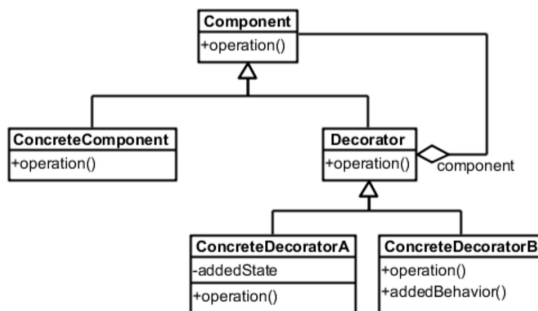 Component
+operation()
ConcreteComponent
+operation()
Decorator
+operation()
component
ConcreteDecoratorA
-addedState
+operation()
ConcreteDecoratorB
+operation()
+addedBehavior()